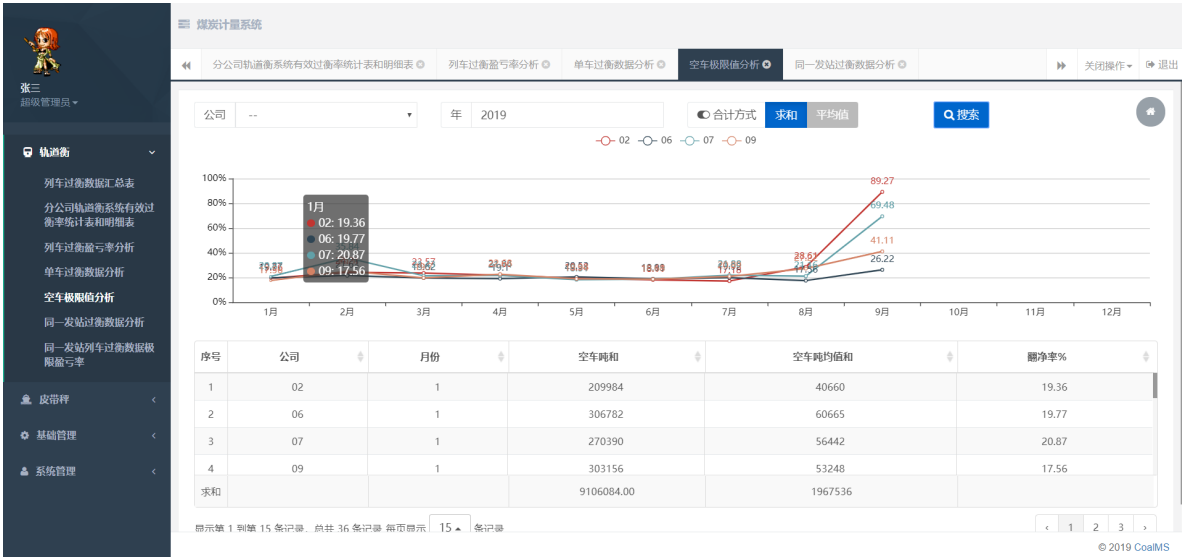 张三
超级管理员
轨道衡
列车过衡数据汇总表
分公司轨道衡系统有效过
衡率统计表和明细表
列车过衡盈亏率分析
单车过衡数据分析
空车极限值分析
同一发站过衡数据分析
同一发站列车过衡数据极
限盈亏率
皮带秤
基础管理
系统管理
煤炭计量系统
分公司轨道衡系统有效过衡率统计表和明细表 列车过衡盈亏率分析 单车过衡数据分析 空车极限值分析 同一发站过衡数据分析 关闭操作 退出
公司 -- 年 2019 合计方式 求和 平均值 搜索
02 06 07 09
100%
80%
60%
40%
20%
0%
1月
02: 19.36
06: 19.77
07: 20.87
09: 17.56
89.27
69.48
41.11
26.22
1月 2月 3月 4月 5月 6月 7月 8月 9月 10月 11月 12月
序号 公司 月份 空车吨和 空车吨均值和 翻净率%
1 02 1 209984 40660 19.36
2 06 1 306782 60665 19.77
3 07 1 270390 56442 20.87
4 09 1 303156 53248 17.56
求和 9106084.00 1967536
显示第 1 到第 15 条记录，总共 36 条记录 每页显示 15 条记录
‹ 1 2 3 ›
© 2019 CoalMS